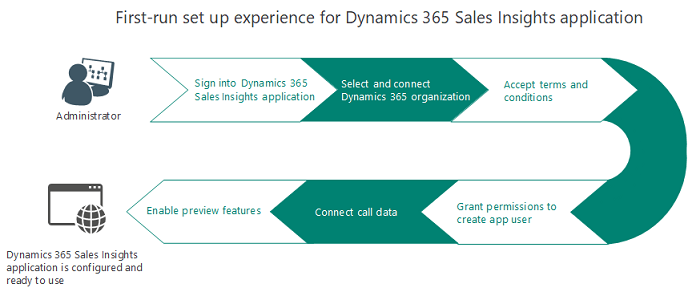 First-run set up experience for Dynamics 365 Sales Insights application
Administrator
Sign into Dynamics 365
Sales Insights application
Select and connect
Dynamics 365 organization
Accept terms and
conditions
Grant permissions to
create app user
Connect call data
Enable preview features
Dynamics 365 Sales Insights
application is configured and
ready to use